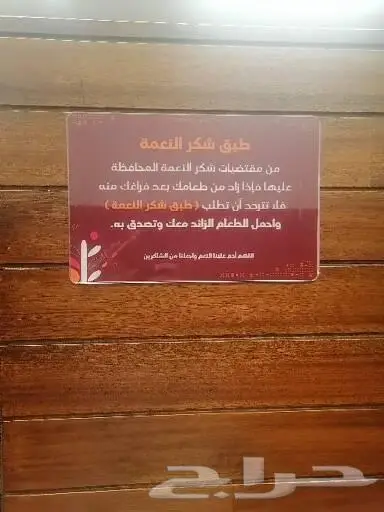 طبق شكر النعمة
من مقتضيات شكر النعمة المحافظة
عليها فإذا زاد من طعامك بعد فراغك منه
فلا تتردد أن تطلب (طبق شكر النعمة)
واحمل الطعام الزائد معك وتصدق به.
اللهم أدم علينا النعم واجعلنا من الشاكرين
حراج